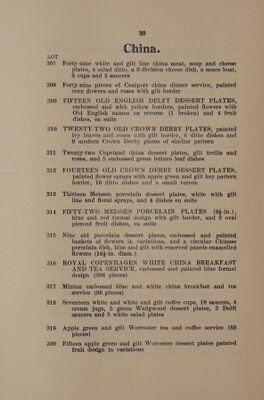 39
China.
LOT
307 Forty-nine white and gilt line china meat, soup and cheese
plates, 4 salad ditto, a 3-division cheese dish, a sauce boat,
5 cups and 3 saucers
308 Forty-nine pieces of Coalport china dinner service, painted
corn flowers and roses with gilt border
309 FIFTEEN OLD ENGLISH DELFT DESSERT PLATES,
embossed and with yellow borders, painted flowers with
Old English names on reverse (1 broken) and 4 fruit
dishes, en suite
310 TWENTY-TWO OLD CROWN DERBY PLATES, painted
ivy leaves and roses with gilt border, 6 ditto dishes and
9 modern Crown Derby plates of similar pattern
311 Twenty-two Copeland china dessert plates, gilt trellis and
roses, and 5 embossed green lettuce leaf dishes
312 FOURTEEN OLD CROWN DERBY DESSERT PLATES,
painted flower sprays with apple green and gilt key pattern
border, 10 ditto dishes and a small tureen
313 Thirteen Meissen porcelain dessert plates, white with gilt
line and floral sprays, and 4 dishes en suite
314 FIFTY-TWO MEISSEN PORCELAIN PLATES (9½-in.),
blue and red formal design with gilt border, and 2 oval
pierced fruit dishes, en suite
315 Nine old porcelain dessert plates, embossed and painted
baskets of flowers in variations, and a circular Chinese
porcelain dish, blue and gilt with reserved panels enamelled
flowers (14½-in. diam.)
316 ROYAL COPENHAGEN WHITE CHINA BREAKFAST
AND TEA SERVICE, embossed and painted blue formal
design (286 pieces)
317 Minton embossed blue and white china breakfast and tea
service (99 pieces)
318 Seventeen white and white and gilt coffee cups, 18 saucers, 4
cream jugs, 5 green Wedgwood dessert plates, 3 Delft
saucers and 5 white salad plates
319 Apple green and gilt Worcester tea and coffee service (52
pieces)
320 Fifteen apple green and gilt Worcester dessert plates painted
fruit design in variations